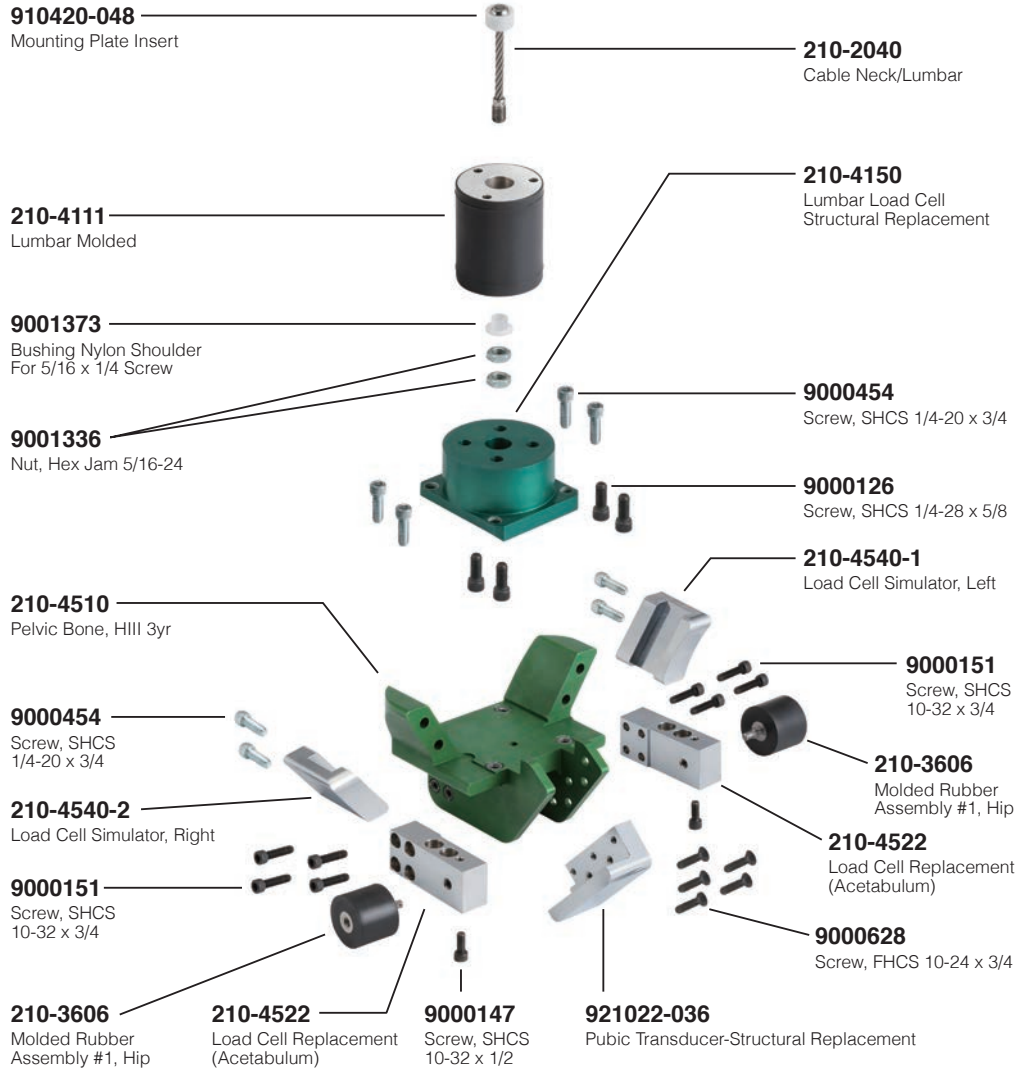 910420-048
Mounting Plate Insert
210-2040
Cable Neck/Lumbar
210-4150
Lumbar Load Cell
Structural Replacement
210-4111
Lumbar Molded
9001373
Bushing Nylon Shoulder
For 5/16 x 1/4 Screw
9000454
Screw, SHCS 1/4-20 x 3/4
9001336
Nut, Hex Jam 5/16-24
9000126
Screw, SHCS 1/4-28 x 5/8
210-4540-1
Load Cell Simulator, Left
210-4510
Pelvic Bone, HIII 3yr
9000151
Screw, SHCS
10-32 x 3/4
9000454
Screw, SHCS
1/4-20 x 3/4
210-3606
Molded Rubber
Assembly #1, Hip
210-4540-2
Load Cell Simulator, Right
210-4522
Load Cell Replacement
(Acetabulum)
9000151
Screw, SHCS
10-32 x 3/4
9000628
Screw, FHCS 10-24 x 3/4
210-3606
Molded Rubber
Assembly #1, Hip
210-4522
Load Cell Replacement
(Acetabulum)
9000147
Screw, SHCS
10-32 x 1/2
921022-036
Pubic Transducer-Structural Replacement